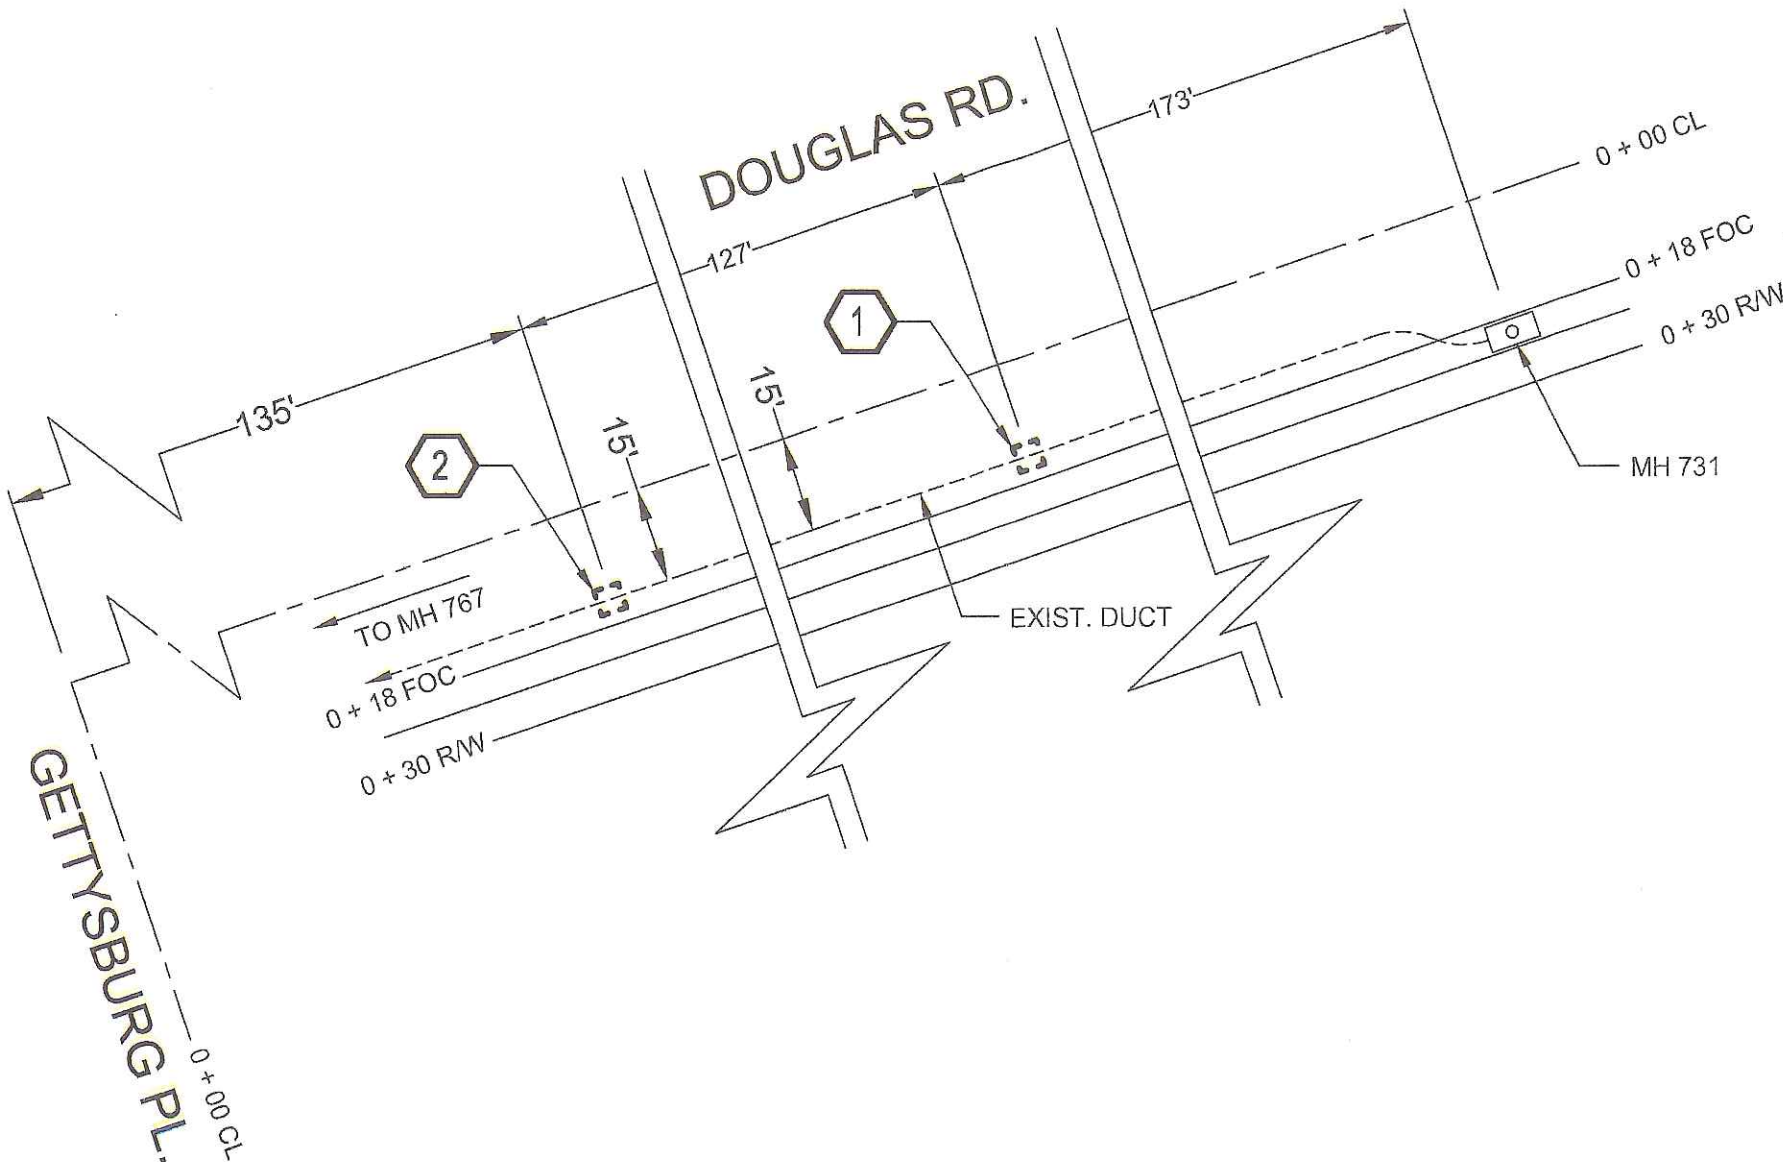 DOUGLAS RD.
173'
0 + 00 CL
127'
0 + 18 FOC
1
0 + 30 R/W
135'
15'
15'
2
MH 731
TO MH 767
EXIST. DUCT
0 + 18 FOC
0 + 30 R/W
GETTYSBURG PL.
0 + 00 CL